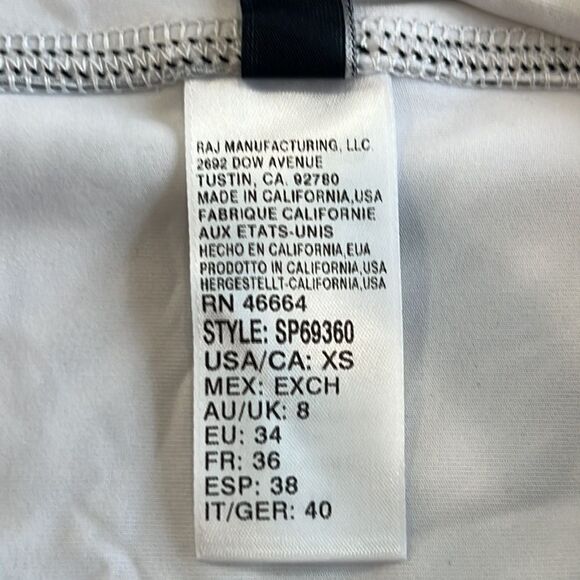 RAJ MANUFACTURING, LLC.
2692 DOW AVENUE
TUSTIN, CA. 92780
MADE IN CALIFORNIA,USA
FABRIQUE CALIFORNIE
AUX ETATS-UNIS
HECHO EN CALIFORNIA,EUA
PRODOTTO IN CALIFORNIA,USA
HERGESTELLT-CALIFORNIA,USA
RN 46664
STYLE: SP69360
USA/CA: XS
MEX: EXCH
AU/UK: 8
EU: 34
FR: 36
ESP: 38
IT/GER: 40